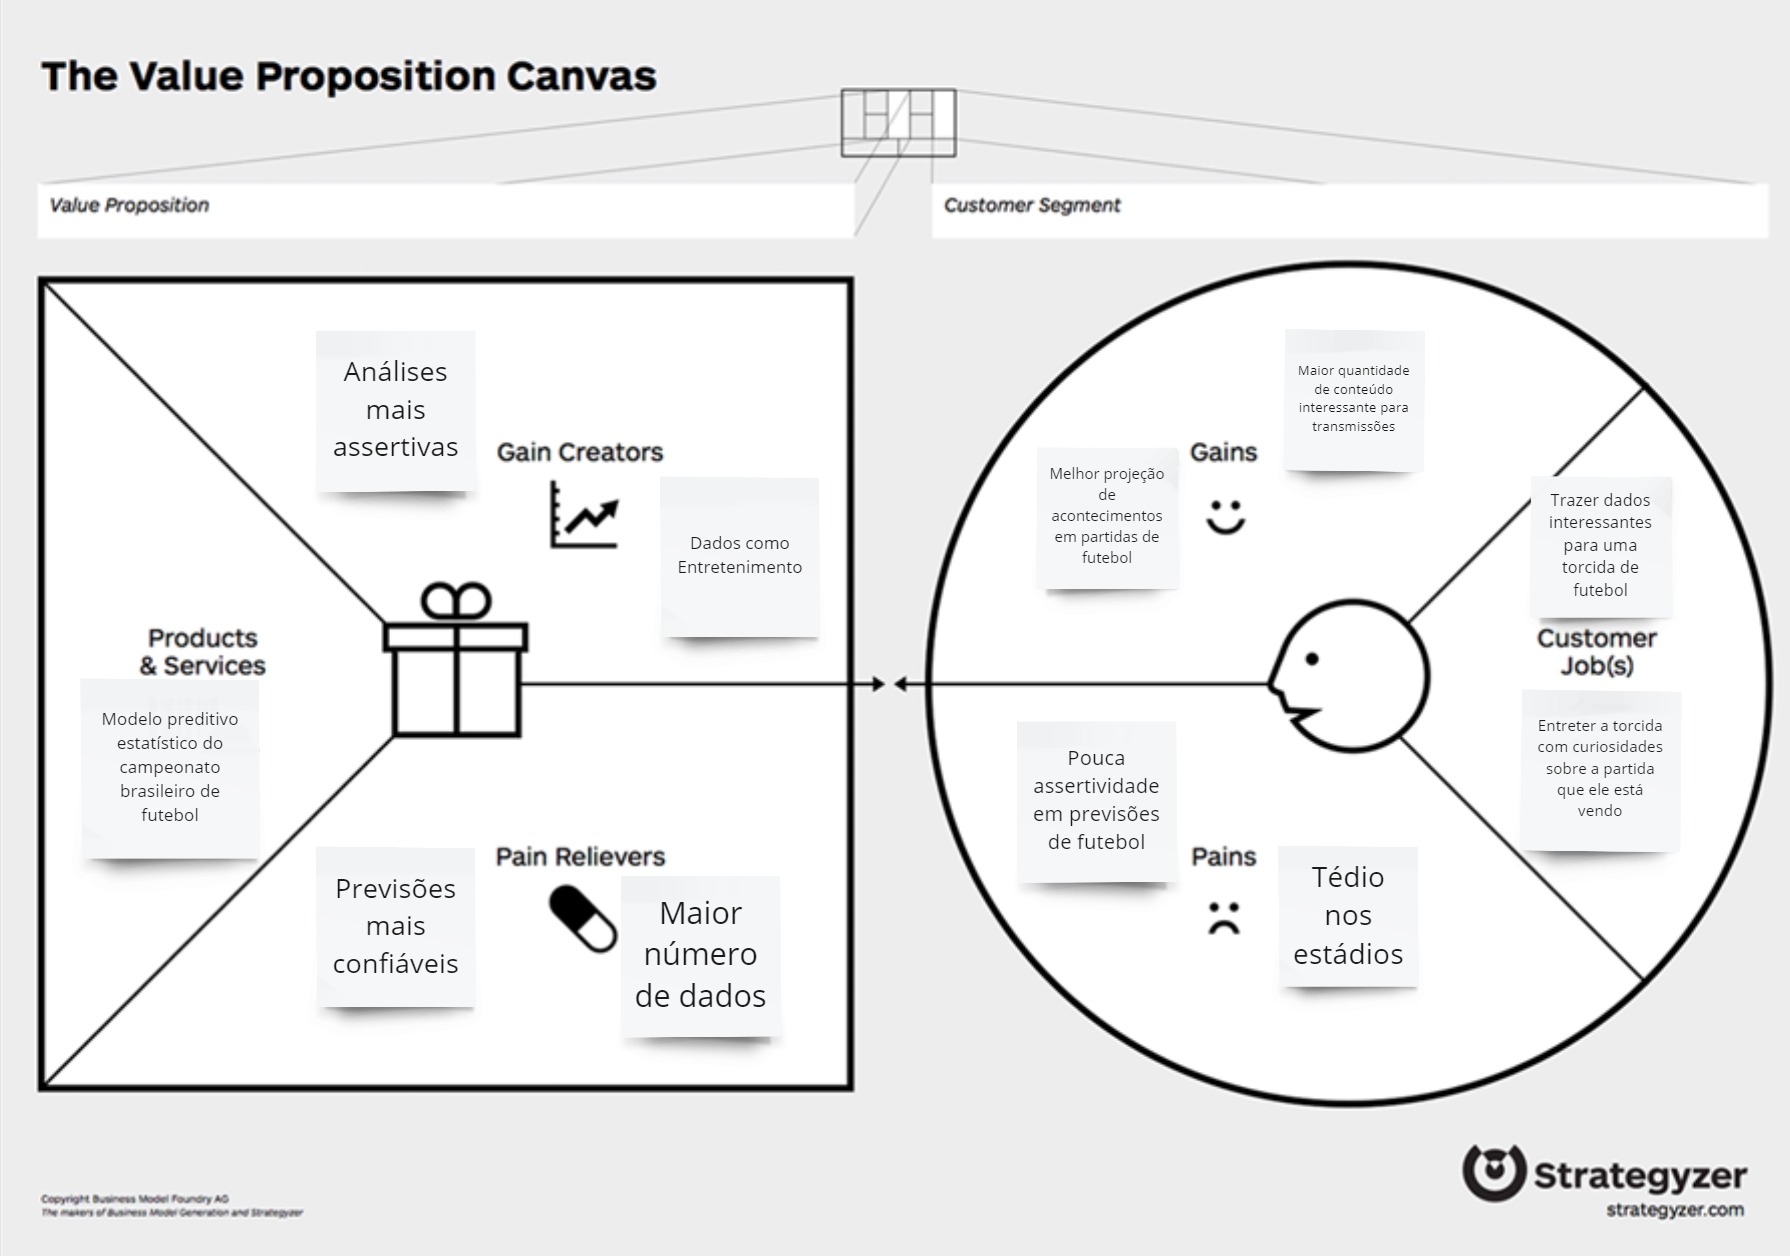 The Value Proposition Canvas
Value Proposition
Customer Segment
Análises
mais
assertivas
Gain Creators
Dados como
Entretenimento
Products
& Services
Modelo preditivo
estatístico do
campeonato
brasileiro de
futebol
Pain Relievers
Previsões
mais
confiáveis
Maior
número
de dados
Maior quantidade
de conteúdo
interessante para
transmissões
Gains
Melhor projeção
de
acontecimentos
em partidas de
futebol
Trazer dados
interessantes
para uma
torcida de
futebol
Customer
Job(s)
Entreter a torcida
com curiosidades
sobre a partida
que ele está
vendo
Pouca
assertividade
em previsões
de futebol
Pains
Tédio
nos
estádios
Copyright Business Model Foundry AG
The makers of Business Model Generation and Strategyzer
Strategyzer
strategyzer.com